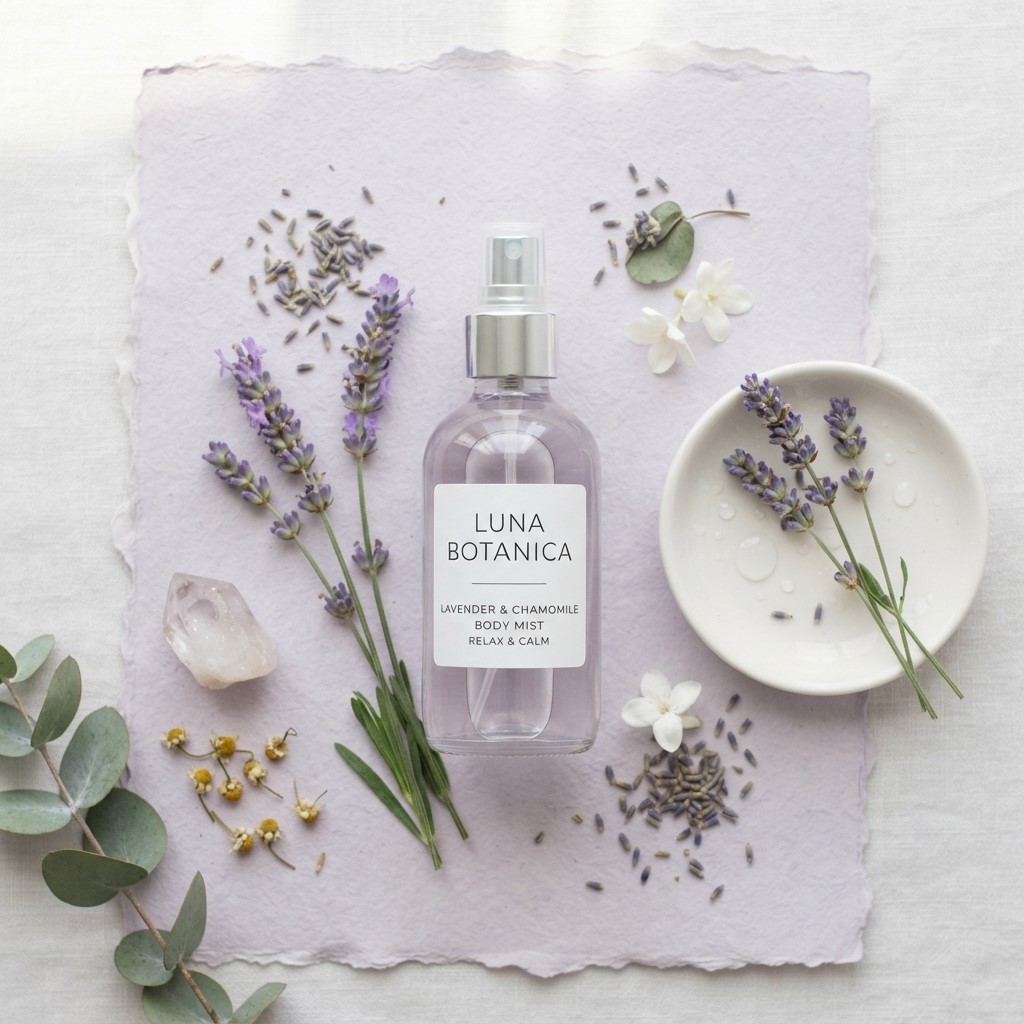 LUNA
BOTANICA
LAVENDER & CHAMOMILE
BODY MIST
RELAX & CALM